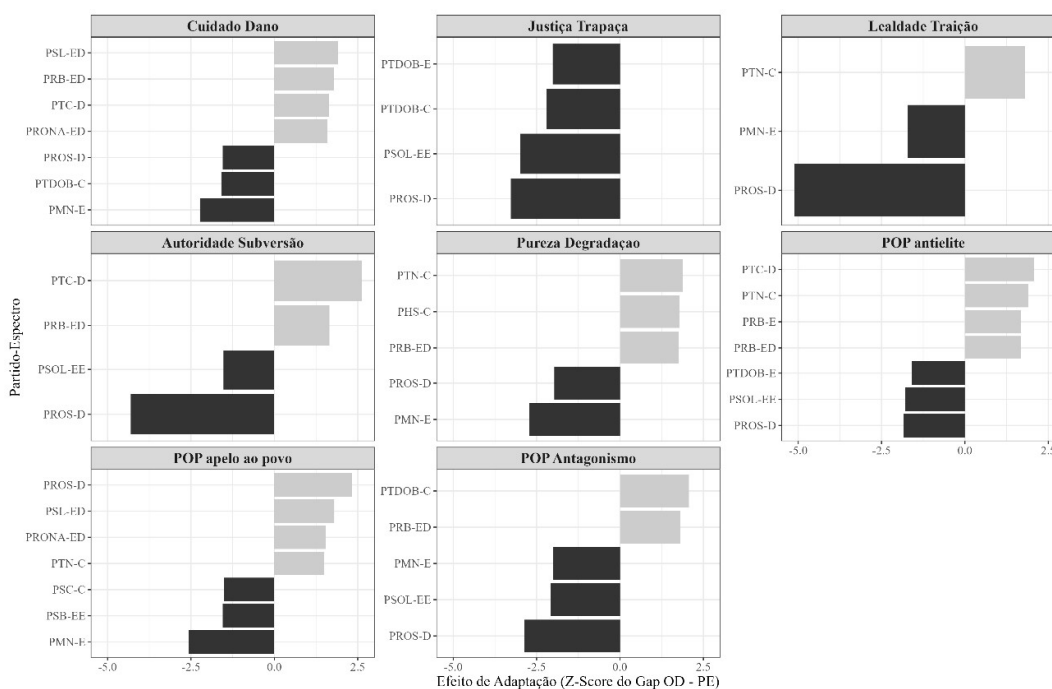 Cuidado Dano
PSL-ED
PRB-ED
PTC-D
PRONA-ED
PROS-D
PTDOB-C
PMN-E
Justiça Trapaça
PTDOB-E
PTDOB-C
PSOL-EE
PROS-D
Lealdade Traição
PTN-C
PMN-E
PROS-D
Autoridade Subversão
PTC-D
PRB-ED
PSOL-EE
PROS-D
Pureza Degradaçao
PTN-C
PHS-C
PRB-ED
PROS-D
PMN-E
POP antielite
PTC-D
PTN-C
PRB-E
PRB-ED
PTDOB-E
PSOL-EE
PROS-D
-5.0 -2.5 0.0 2.5
POP apelo ao povo
PROS-D
PSL-ED
PRONA-ED
PTN-C
PSC-C
PSB-EE
PMN-E
-5.0 -2.5 0.0 2.5
POP Antagonismo
PTDOB-C
PRB-ED
PMN-E
PSOL-EE
PROS-D
-5.0 -2.5 0.0 2.5
Partido-Espectro
Efeito de Adaptação (Z-Score do Gap OD - PE)